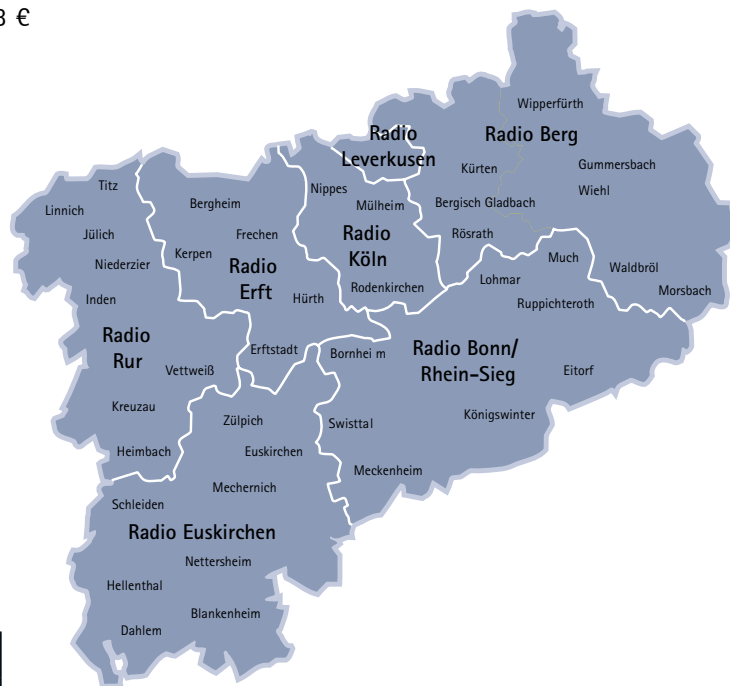 3 €
Wipperfürth
Radio
Leverkusen
Radio Berg
Gummersbach
Kürten
Wiehl
Titz
Nippes
Bergheim
Mülheim
Bergisch Gladbach
Linnich
Jülich
Frechen
Radio
Köln
Rösrath
Kerpen
Niederzier
Radio
Erft
Much
Waldbröl
Lohmar
Rodenkirchen
Morsbach
Inden
Hürth
Ruppichteroth
Radio
Rur
Erftstadt
Bornhei m
Radio Bonn/
Rhein-Sieg
Vettweiß
Eitorf
Kreuzau
Zülpich
Swisttal
Königswinter
Heimbach
Euskirchen
Meckenheim
Mechernich
Schleiden
Radio Euskirchen
Nettersheim
Hellenthal
Blankenheim
Dahlem